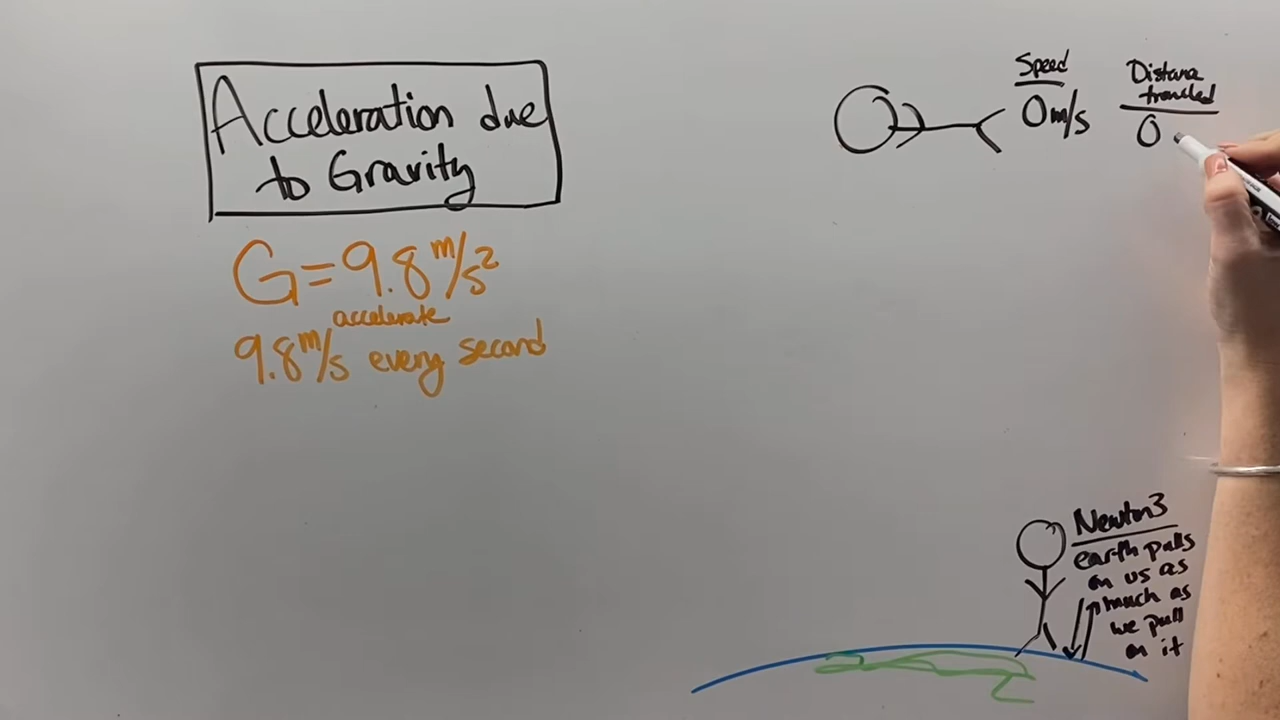 Acceleration due
to Gravity
G=9.8 m/s²
accelerate
9.8 m/s every second
Speed
0 m/s
Distance
traveled
0
Newton 3
earth pulls
on us as
much as
we pull
on it